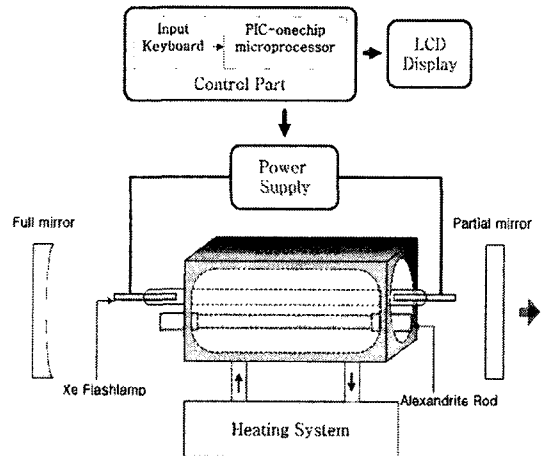 Input
Keyboard
PIC-onechip
microprocessor
Control Part
LCD
Display
Power
Supply
Full mirror
Partial mirror
Xe Flashlamp
Alexandrite Rod
Heating System